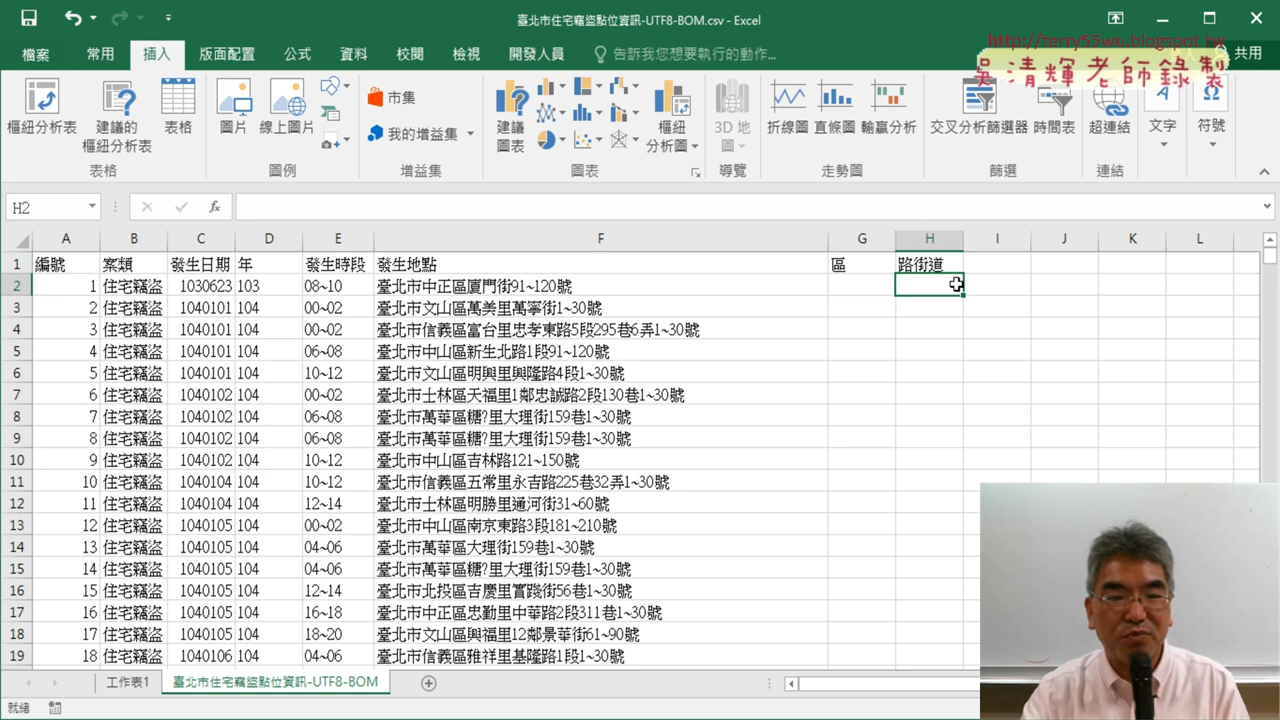 臺北市住宅竊盜點位資訊-UTF8-BOM.csv - Excel
http://terry55wu.blogspot.tw
吳清輝老師錄製
檔案 常用 插入 版面配置 公式 資料 校閱 檢視 開發人員 告訴我您想要執行的動作... 共用
樞紐分析表 建議的樞紐分析表 表格 圖片 線上圖片 市集 我的增益集 建議圖表 樞紐分析圖 3D 地圖 折線圖 直條圖 輸贏分析 交叉分析篩選器 時間表 超連結 文字 符號
表格 圖例 增益集 圖表 導覽 走勢圖 篩選 連結
H2 fx
A B C D E F G H I J K L
1 編號 案類 發生日期 年 發生時段 發生地點 區 路街道
2 1 住宅竊盜 1030623 103 08~10 臺北市中正區廈門街91~120號
3 2 住宅竊盜 1040101 104 00~02 臺北市文山區萬美里萬寧街1~30號
4 3 住宅竊盜 1040101 104 00~02 臺北市信義區富台里忠孝東路5段295巷6弄1~30號
5 4 住宅竊盜 1040101 104 06~08 臺北市中山區新生北路1段91~120號
6 5 住宅竊盜 1040101 104 10~12 臺北市文山區明興里興隆路4段1~30號
7 6 住宅竊盜 1040102 104 00~02 臺北市士林區天福里1鄰忠誠路2段130巷1~30號
8 7 住宅竊盜 1040102 104 06~08 臺北市萬華區糖?里大理街159巷1~30號
9 8 住宅竊盜 1040102 104 06~08 臺北市萬華區糖?里大理街159巷1~30號
10 9 住宅竊盜 1040102 104 10~12 臺北市中山區吉林路121~150號
11 10 住宅竊盜 1040104 104 10~12 臺北市信義區五常里永吉路225巷32弄1~30號
12 11 住宅竊盜 1040104 104 12~14 臺北市士林區明勝里通河街31~60號
13 12 住宅竊盜 1040105 104 00~02 臺北市中山區南京東路3段181~210號
14 13 住宅竊盜 1040105 104 04~06 臺北市萬華區大理街159巷1~30號
15 14 住宅竊盜 1040105 104 04~06 臺北市萬華區糖?里大理街159巷1~30號
16 15 住宅竊盜 1040105 104 12~14 臺北市北投區吉慶里實踐街56巷1~30號
17 16 住宅竊盜 1040105 104 16~18 臺北市中正區忠勤里中華路2段311巷1~30號
18 17 住宅竊盜 1040105 104 18~20 臺北市文山區興福里12鄰景華街61~90號
19 18 住宅竊盜 1040106 104 04~06 臺北市信義區雅祥里基隆路1段1~30號
工作表1 臺北市住宅竊盜點位資訊-UTF8-BOM
就緒